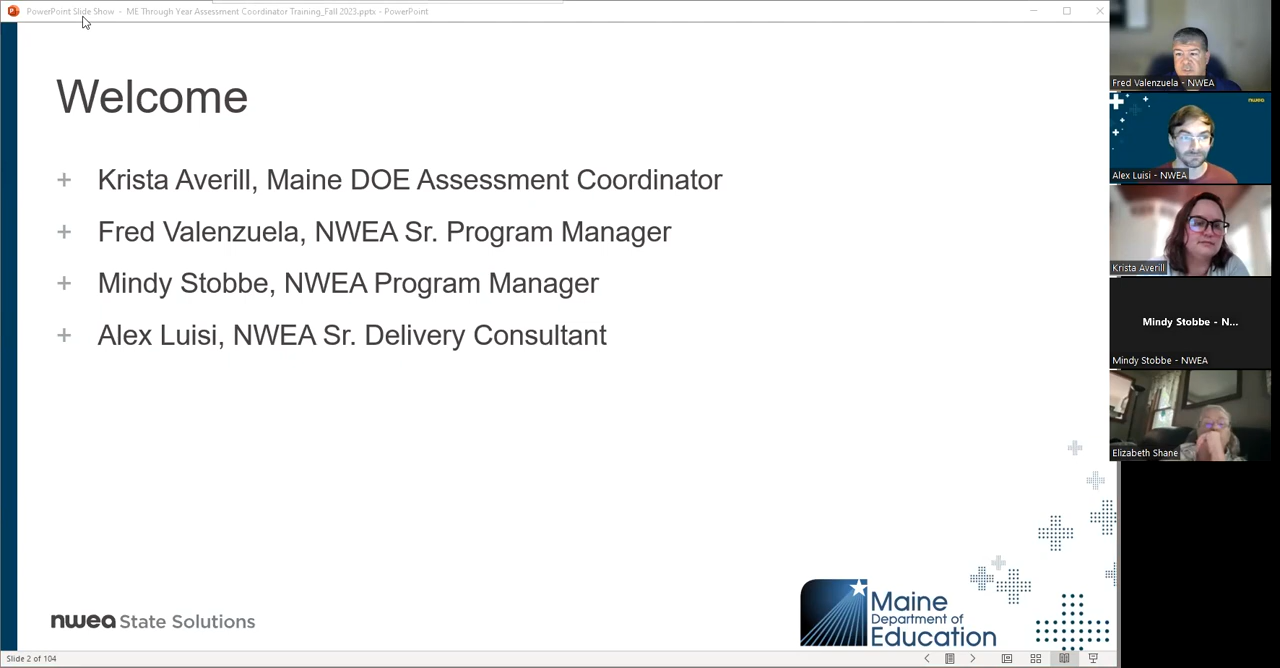 PowerPoint Slide Show - ME Through Year Assessment Coordinator Training_Fall 2023.pptx - PowerPoint
Welcome
+ Krista Averill, Maine DOE Assessment Coordinator
+ Fred Valenzuela, NWEA Sr. Program Manager
+ Mindy Stobbe, NWEA Program Manager
+ Alex Luisi, NWEA Sr. Delivery Consultant
nwea State Solutions
Maine
Department of
Education
Slide 2 of 104
Fred Valenzuela - NWEA
nwea
Alex Luisi - NWEA
Krista Averill
Mindy Stobbe - N...
Mindy Stobbe - NWEA
Elizabeth Shane